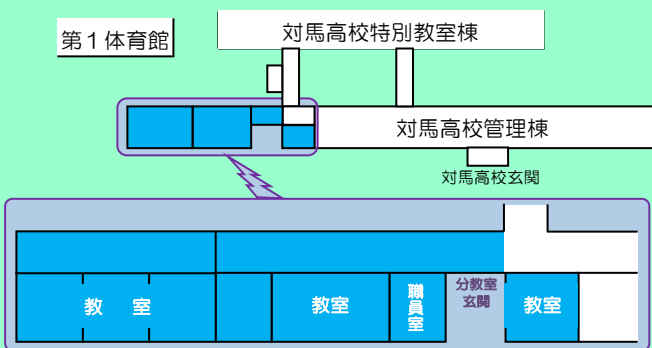 対馬高校特別教室棟
第１体育館
対馬高校管理棟
対馬高校玄関
教　室
教室
職員室
分教室
玄関
教室